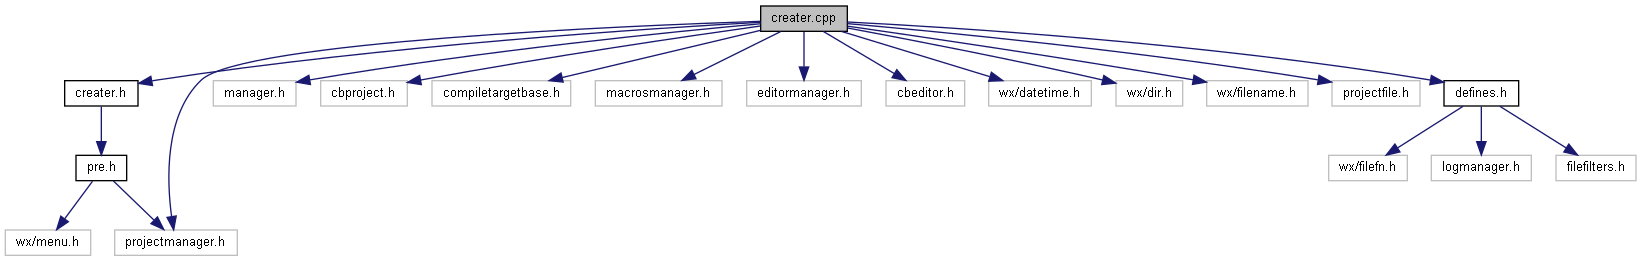 creater.cpp
creater.h
manager.h
cbproject.h
compiletargetbase.h
macrosmanager.h
editormanager.h
cbeditor.h
wx/datetime.h
wx/dir.h
wx/filename.h
projectfile.h
defines.h
pre.h
wx/filefn.h
logmanager.h
filefilters.h
wx/menu.h
projectmanager.h